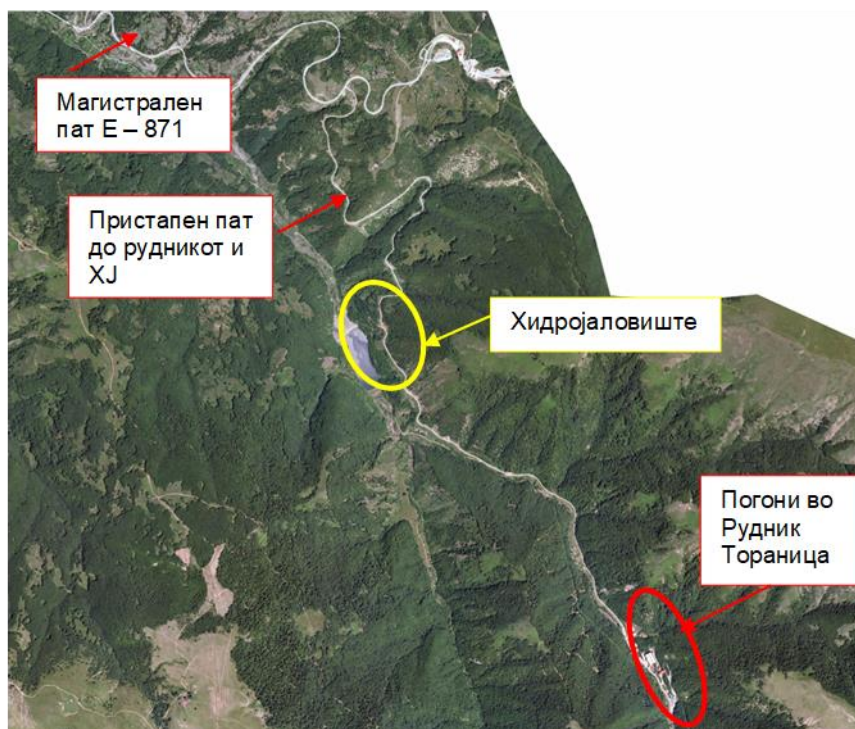 Магистрален
пат Е – 871
Пристапен пат
до рудникот и
ХЈ
Хидројаловиште
Погони во
Рудник
Тораница